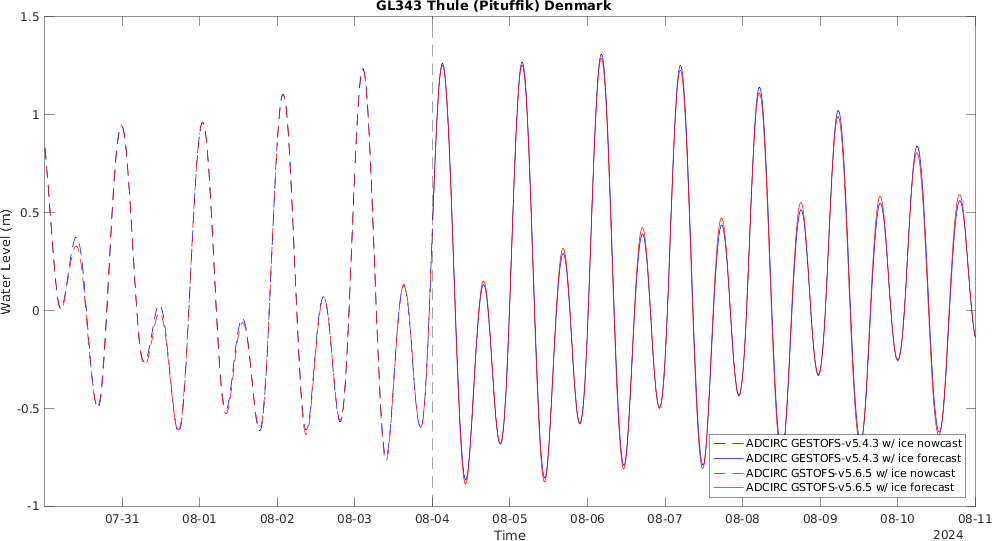 GL343 Thule (Pituffik) Denmark
1.5
1
0.5
0
-0.5
-1
Water Level (m)
07-31
08-01
08-02
08-03
08-04
08-05
08-06
08-07
08-08
08-09
08-10
08-11
Time
2024
ADCIRC GESTOFS-v5.4.3 w/ ice nowcast
ADCIRC GESTOFS-v5.4.3 w/ ice forecast
ADCIRC GSTOFS-v5.6.5 w/ ice nowcast
ADCIRC GSTOFS-v5.6.5 w/ ice forecast